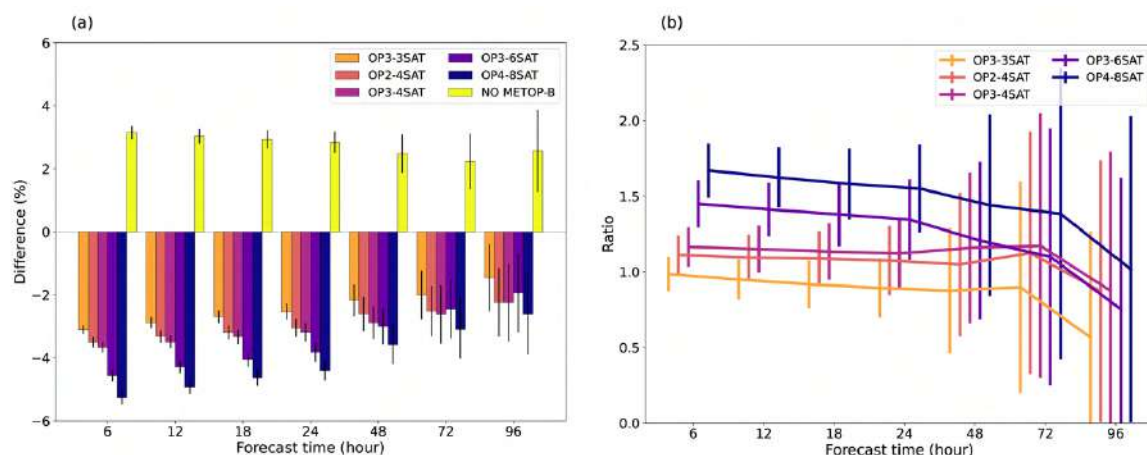 (a)
6
4
2
0
−2
−4
−6
Difference (%)
OP3-3SAT
OP2-4SAT
OP3-4SAT
OP3-6SAT
OP4-8SAT
NO METOP-B
6 12 18 24 48 72 96
Forecast time (hour)
(b)
2.5
2.0
1.5
1.0
0.5
0.0
Ratio
OP3-3SAT
OP2-4SAT
OP3-4SAT
OP3-6SAT
OP4-8SAT
6 12 18 24 48 72 96
Forecast time (hour)